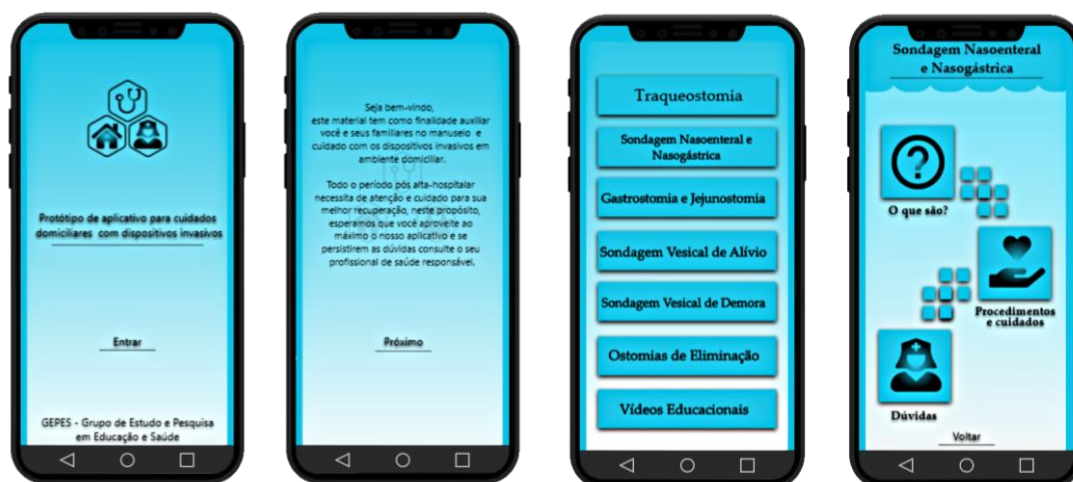 Protótipo de aplicativo para cuidados
domiciliares com dispositivos invasivos
Entrar
GEPES - Grupo de Estudo e Pesquisa
em Educação e Saúde
Seja bem-vindo,
este material tem como finalidade auxiliar
você e seus familiares no manuseio e
cuidado com os dispositivos invasivos em
ambiente domiciliar.
Todo o período pós alta-hospitalar
necessita de atenção e cuidado para sua
melhor recuperação, neste propósito,
esperamos que você aproveite ao
máximo o nosso aplicativo e se
persistirem as dúvidas consulte o seu
profissional de saúde responsável.
Próximo
Traqueostomia
Sondagem Nasoenteral e
Nasogástrica
Gastrostomia e Jejunostomia
Sondagem Vesical de Alívio
Sondagem Vesical de Demora
Ostomias de Eliminação
Vídeos Educacionais
Sondagem Nasoenteral
e Nasogástrica
O que são?
Procedimentos
e cuidados
Dúvidas
Voltar